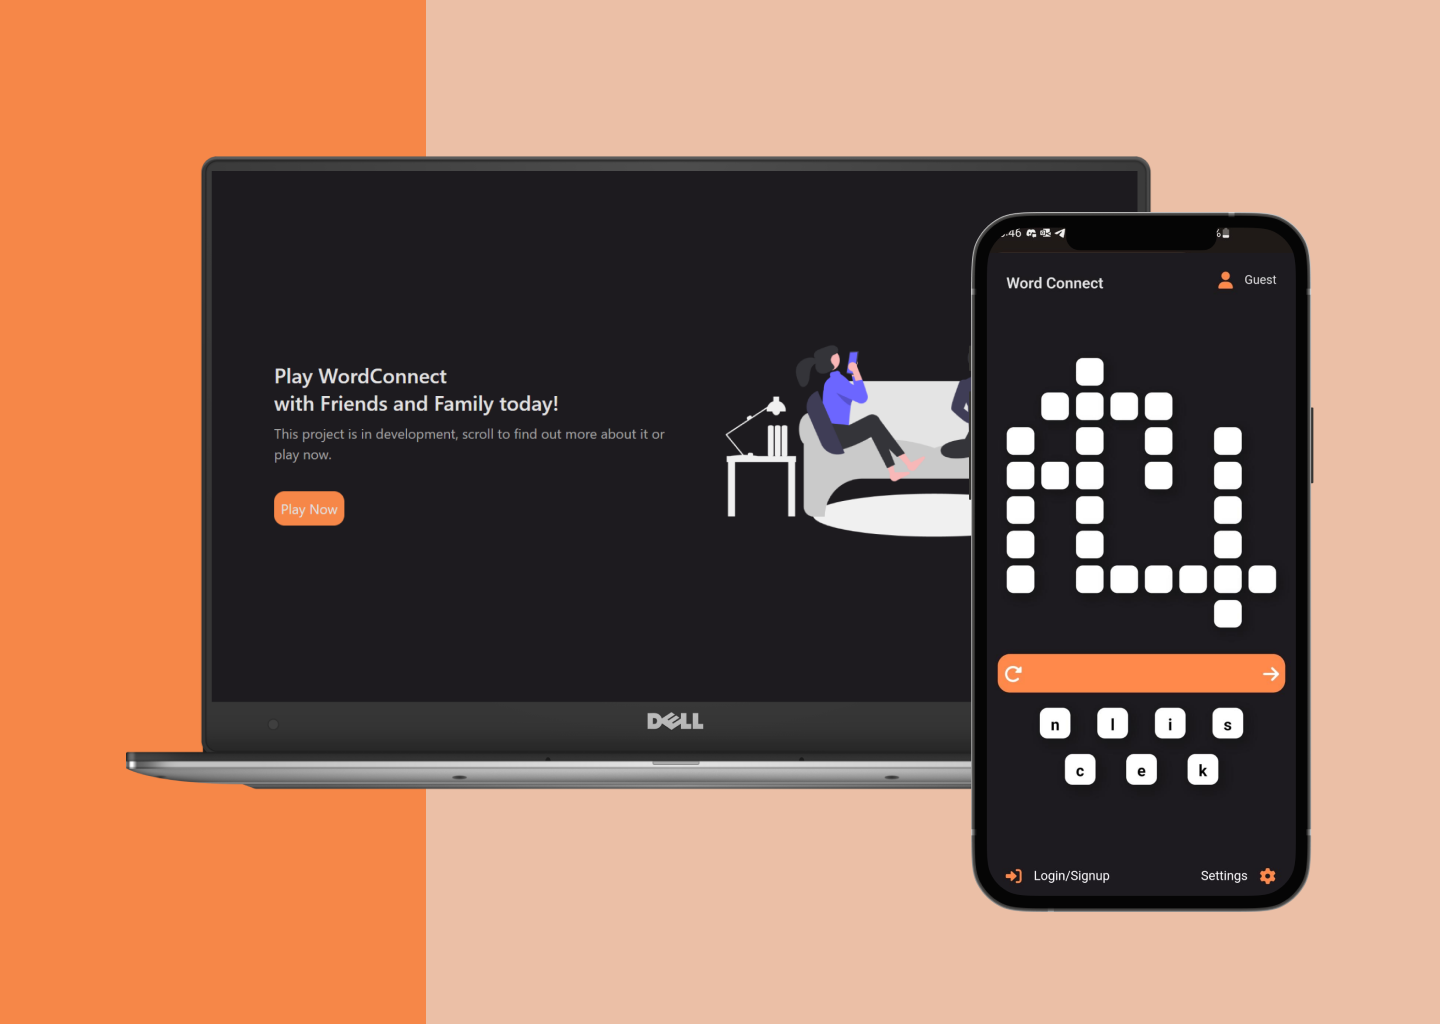 Play WordConnect
with Friends and Family today!
This project is in development, scroll to find out more about it or
play now.
Play Now
DELL
:46
Word Connect
Guest
n l i s
c e k
Login/Signup
Settings